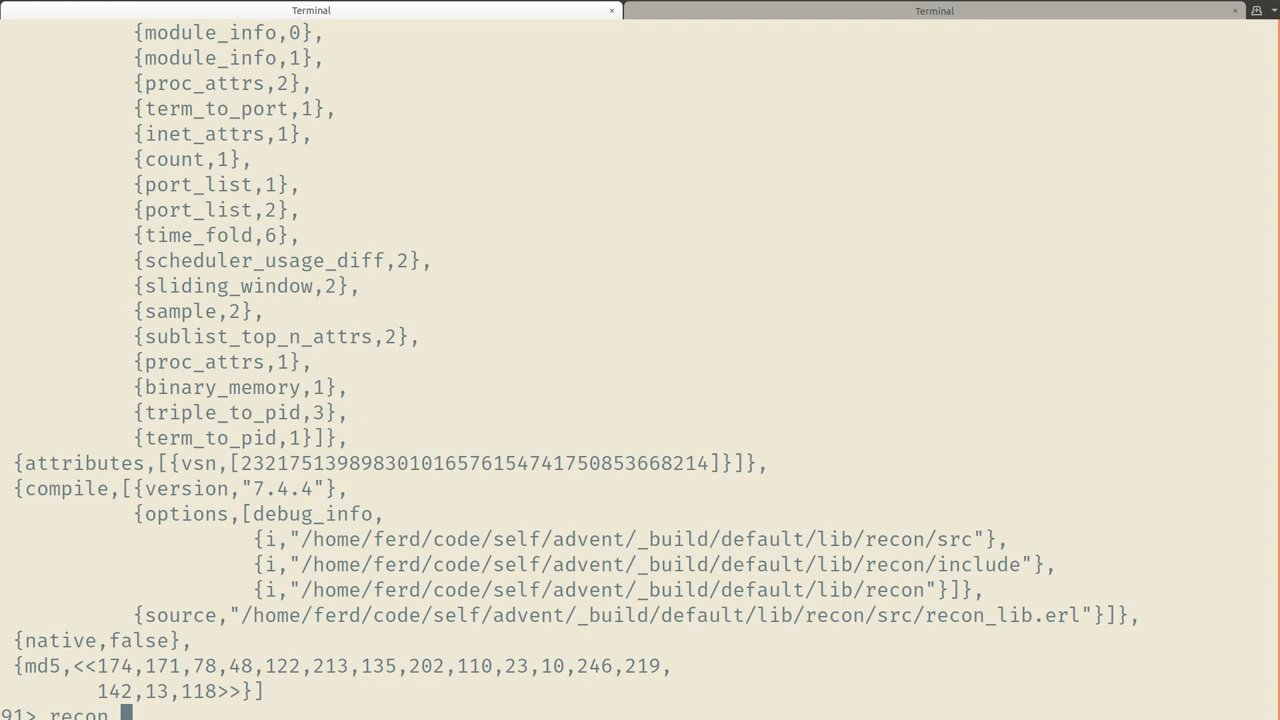 Terminal × Terminal ×
{module_info,0},
{module_info,1},
{proc_attrs,2},
{term_to_port,1},
{inet_attrs,1},
{count,1},
{port_list,1},
{port_list,2},
{time_fold,6},
{scheduler_usage_diff,2},
{sliding_window,2},
{sample,2},
{sublist_top_n_attrs,2},
{proc_attrs,1},
{binary_memory,1},
{triple_to_pid,3},
{term_to_pid,1}]},
{attributes,[{vsn,[232175139898301016576154741750853668214]}]},
{compile,[{version,"7.4.4"},
{options,[debug_info,
{i,"/home/ferd/code/self/advent/_build/default/lib/recon/src"},
{i,"/home/ferd/code/self/advent/_build/default/lib/recon/include"},
{i,"/home/ferd/code/self/advent/_build/default/lib/recon"}]},
{source,"/home/ferd/code/self/advent/_build/default/lib/recon/src/recon_lib.erl"}]},
{native,false},
{md5,<<174,171,78,48,122,213,135,202,110,23,10,246,219,
142,13,118>>}]
91> recon